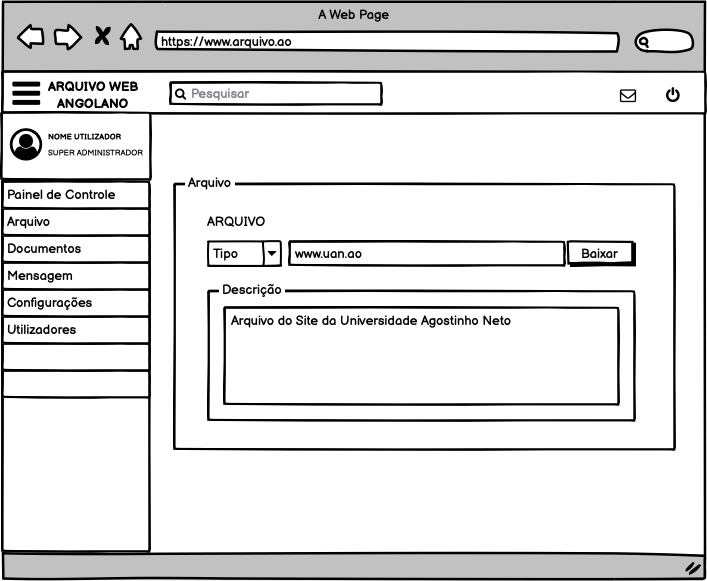 A Web Page
https://www.arquivo.ao
ARQUIVO WEB
ANGOLANO
Pesquisar
NOME UTILIZADOR
SUPER ADMINISTRADOR
Painel de Controle
Arquivo
Documentos
Mensagem
Configurações
Utilizadores
Arquivo
ARQUIVO
Tipo
www.uan.ao
Baixar
Descrição
Arquivo do Site da Universidade Agostinho Neto